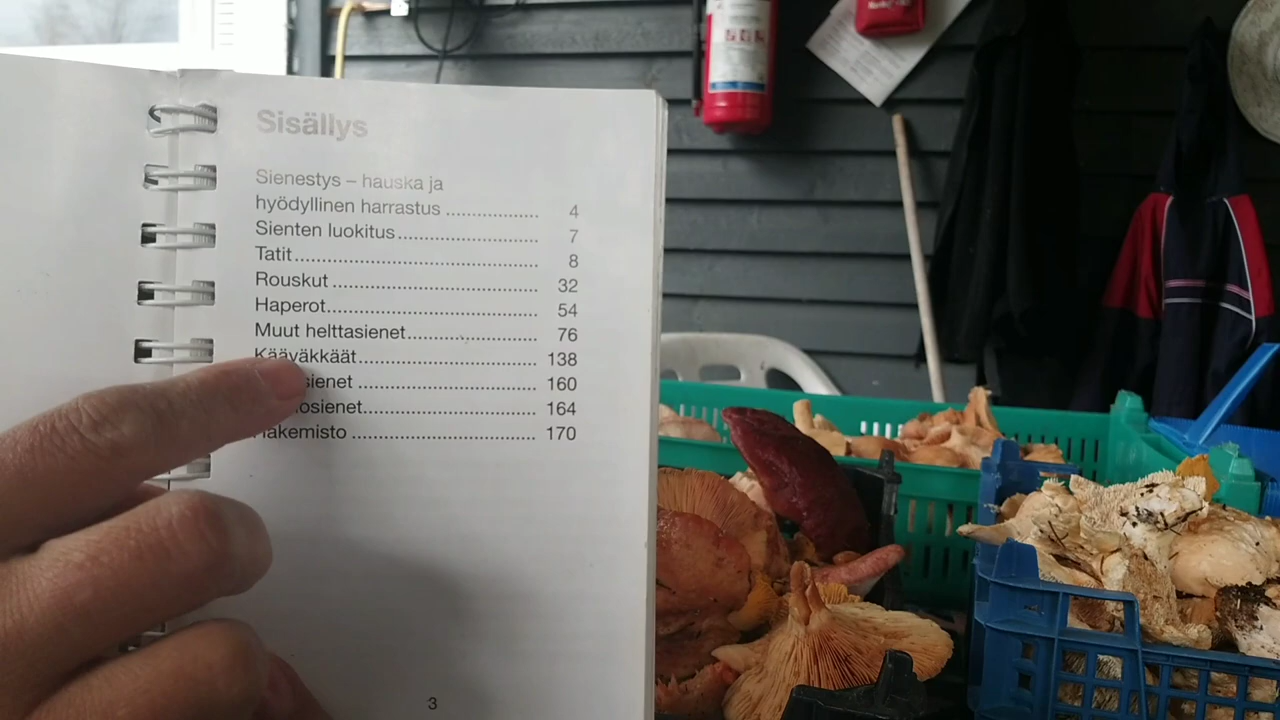 Sisällys
Sienestys – hauska ja
hyödyllinen harrastus ........................ 4
Sienten luokitus .................................... 7
Tatit ....................................................... 8
Rouskut ................................................ 32
Haperot ................................................ 54
Muut helttasienet ................................. 76
Kääväkkäät .......................................... 138
.......................................... 160
.......................................... 164
.......................................... 170
3